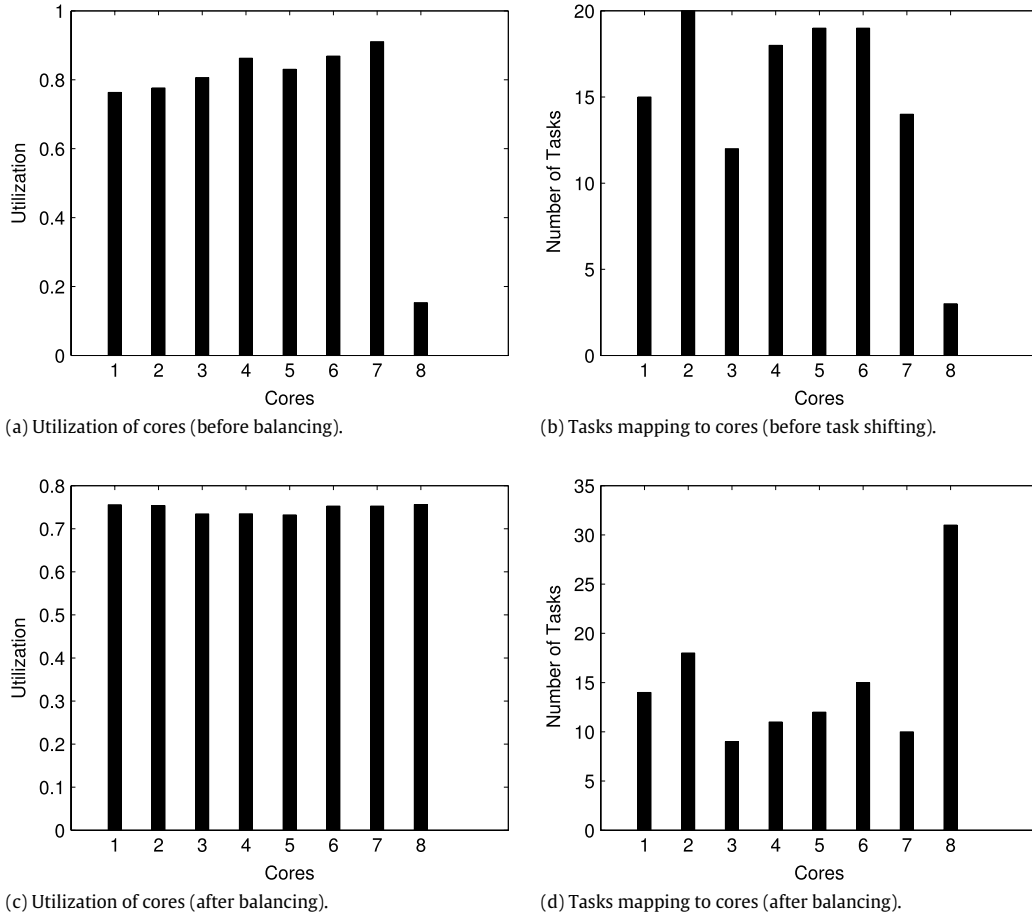 1
0.8
0.6
0.4
0.2
0
Utilization
1 2 3 4 5 6 7 8
Cores
(a) Utilization of cores (before balancing).
20
15
10
5
0
Number of Tasks
1 2 3 4 5 6 7 8
Cores
(b) Tasks mapping to cores (before task shifting).
0.8
0.7
0.6
0.5
0.4
0.3
0.2
0.1
0
Utilization
1 2 3 4 5 6 7 8
Cores
(c) Utilization of cores (after balancing).
35
30
25
20
15
10
5
0
Number of Tasks
1 2 3 4 5 6 7 8
Cores
(d) Tasks mapping to cores (after balancing).